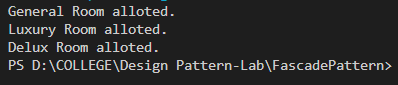 General Room alloted.
Luxury Room alloted.
Delux Room alloted.
PS D:\COLLEGE\Design Pattern-Lab\FascadePattern>